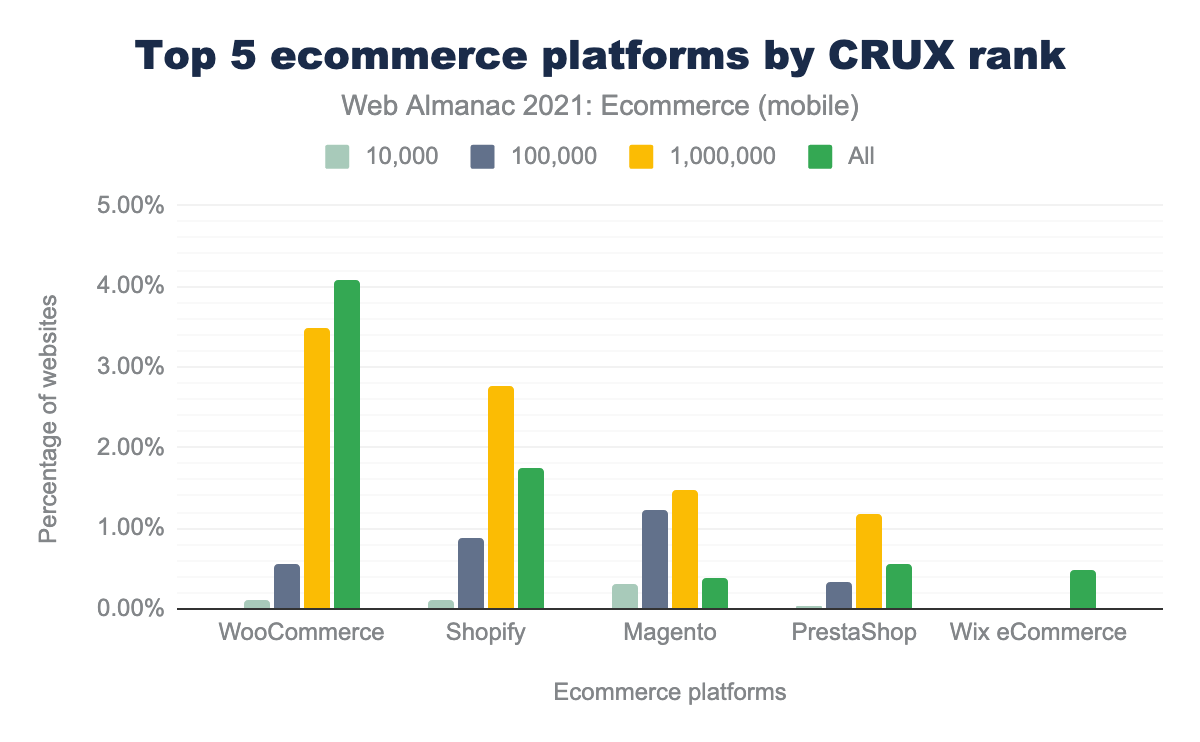 Top 5 ecommerce platforms by CRUX rank
Web Almanac 2021: Ecommerce (mobile)
10,000 100,000 1,000,000 All
5.00%
4.00%
3.00%
2.00%
1.00%
0.00%
Percentage of websites
WooCommerce Shopify Magento PrestaShop Wix eCommerce
Ecommerce platforms